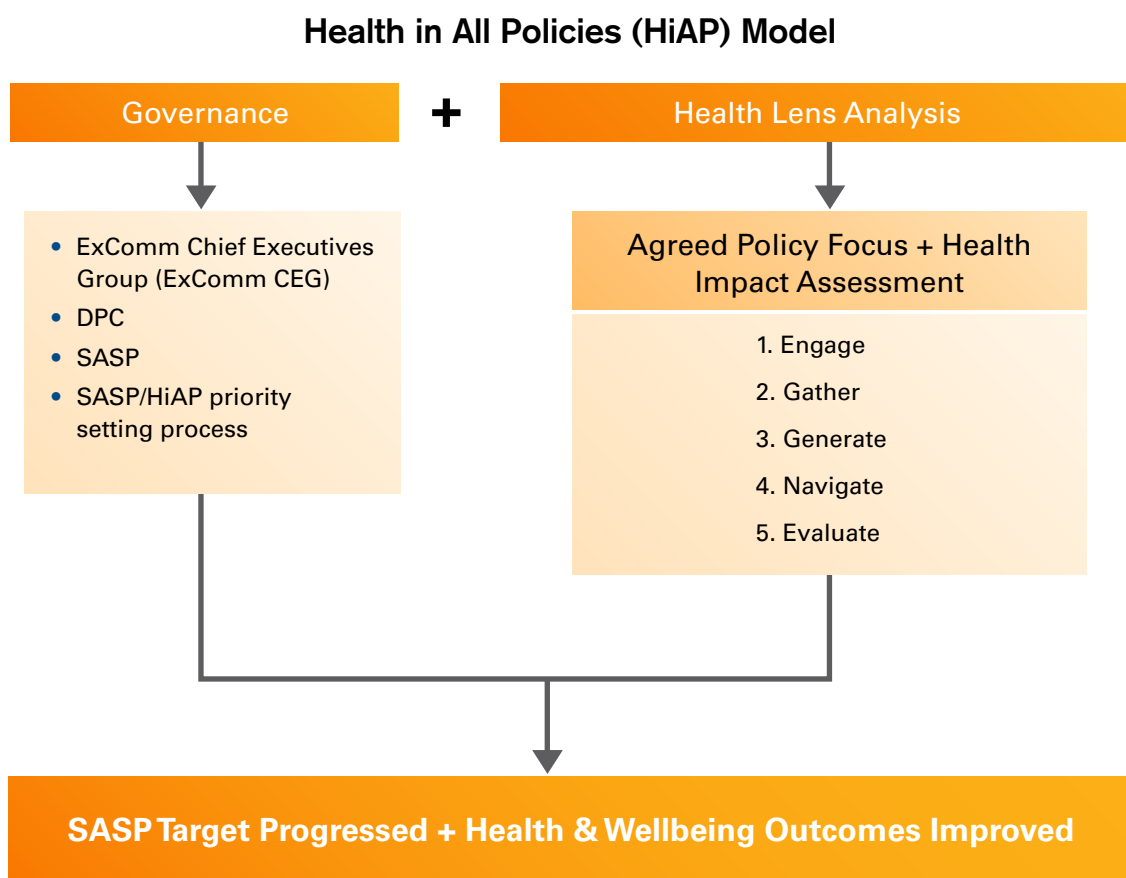 Health in All Policies (HiAP) Model
Governance
+
Health Lens Analysis
• ExComm Chief Executives
Group (ExComm CEG)
• DPC
• SASP
• SASP/HiAP priority
setting process
Agreed Policy Focus + Health
Impact Assessment
1. Engage
2. Gather
3. Generate
4. Navigate
5. Evaluate
SASP Target Progressed + Health & Wellbeing Outcomes Improved